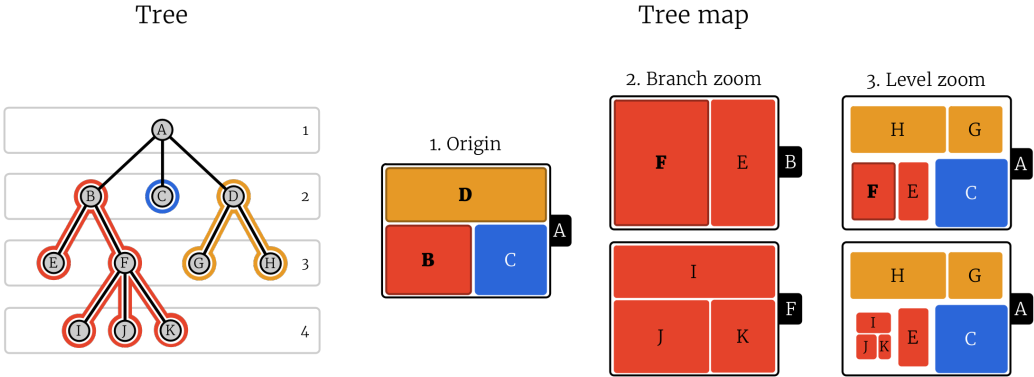 Tree
Tree map
A
1
B
C
D
2
E
F
G
H
3
I
J
K
4
1. Origin
D
B
C
A
2. Branch zoom
F
E
B
I
J
K
F
3. Level zoom
H
G
F
E
C
A
H
G
I
J
K
E
C
A